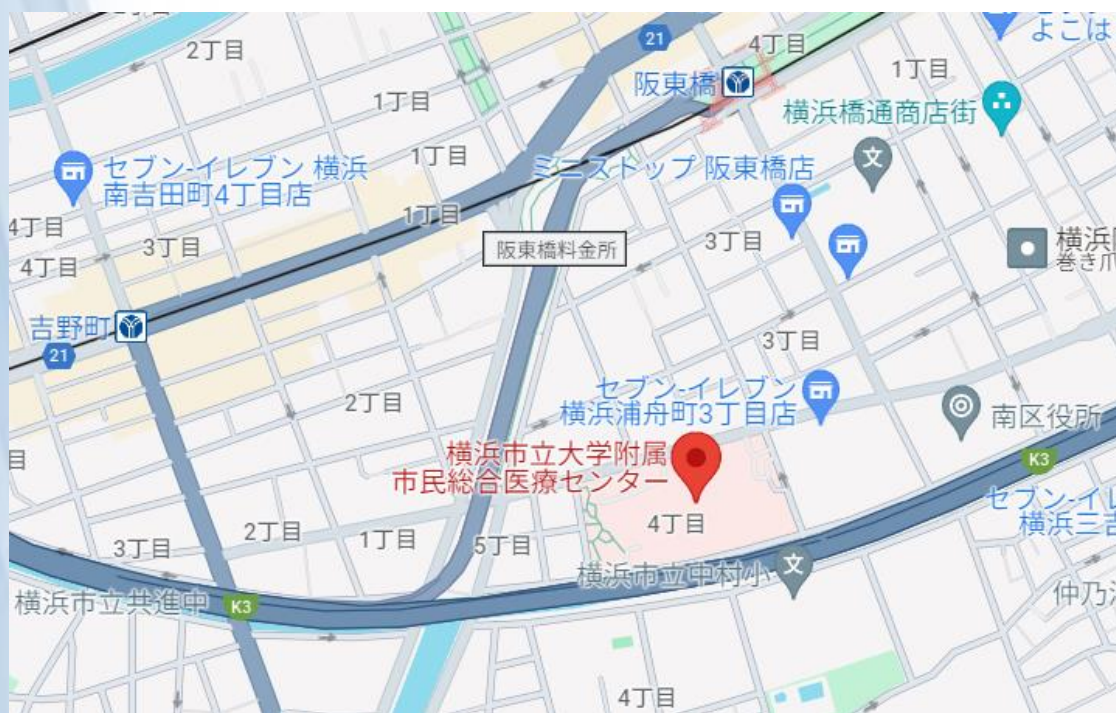 2丁目
21
4丁目
よこは
阪東橋
1丁目
1丁目
横浜橋通商店街
セブン-イレブン 横浜
南吉田町4丁目店
1丁目
ミニストップ 阪東橋店
文
1丁目
4丁目
3丁目
4丁目
阪東橋料金所
3丁目
横浜
巻き爪
吉野町
21
3丁目
2丁目
セブン-イレブン
横浜浦舟町3丁目店
南区役所
目
横浜市立大学附属
市民総合医療センター
K3
4丁目
セブン-イレ
横浜三吉
2丁目
1丁目
5丁目
3丁目
横浜市立中村小
文
横浜市立共進中
K3
仲乃
4丁目